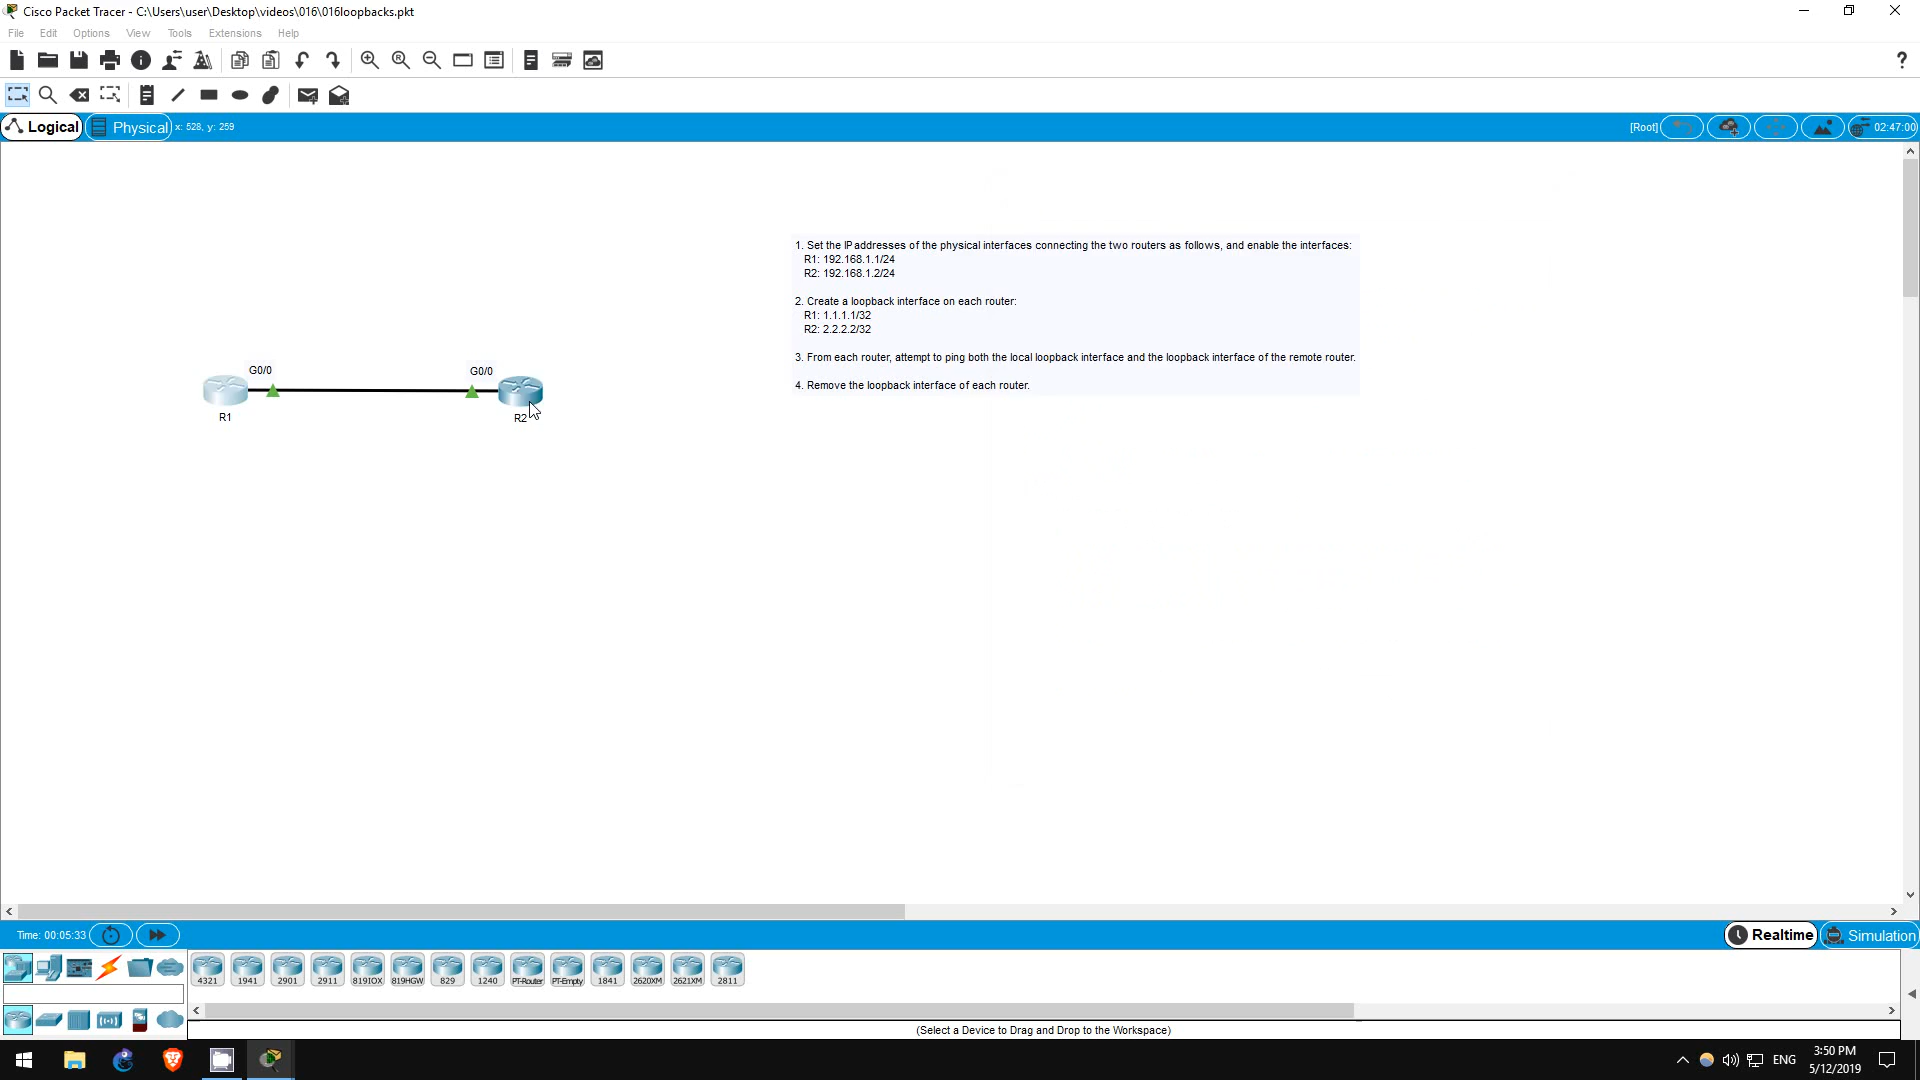 Cisco Packet Tracer - C:\Users\user\Desktop\videos\016\016loopbacks.pkt
File Edit Options View Tools Extensions Help
Logical Physical x: 528, y: 259 [Root] 02:47:00
1. Set the IP addresses of the physical interfaces connecting the two routers as follows, and enable the interfaces:
R1: 192.168.1.1/24
R2: 192.168.1.2/24
2. Create a loopback interface on each router:
R1: 1.1.1.1/32
R2: 2.2.2.2/32
3. From each router, attempt to ping both the local loopback interface and the loopback interface of the remote router.
4. Remove the loopback interface of each router.
G0/0 G0/0
R1 R2
Time: 00:05:33 Realtime Simulation
4321 1941 2901 2911 819IOX 819HGW 829 1240 PT-Router PT-Empty 1841 2620XM 2621XM 2811
(Select a Device to Drag and Drop to the Workspace)
ENG 3:50 PM
5/12/2019